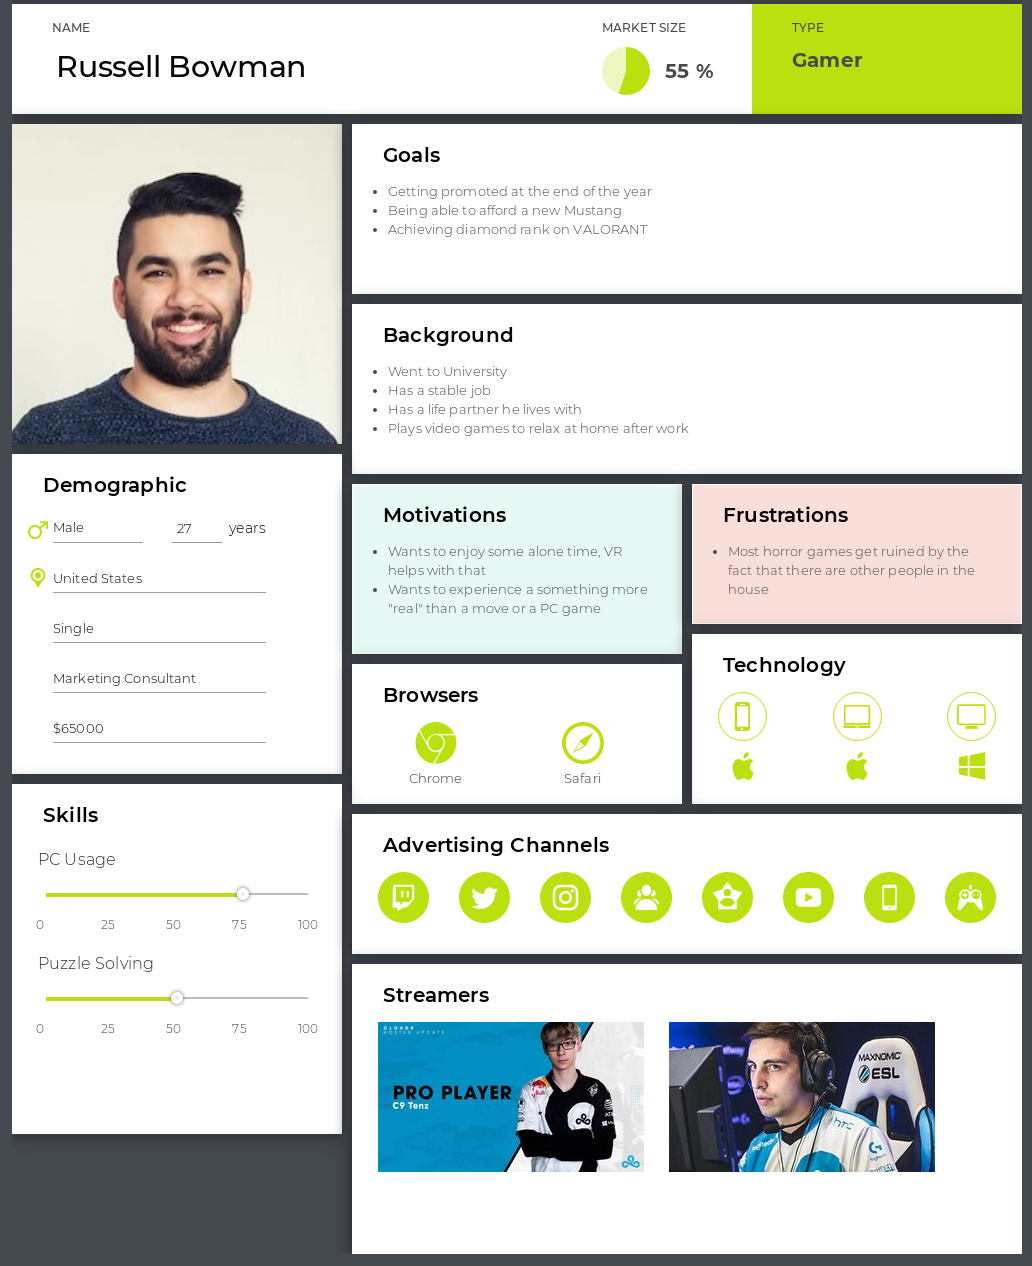 NAME
Russell Bowman
MARKET SIZE
55 %
TYPE
Gamer
Goals
Getting promoted at the end of the year
Being able to afford a new Mustang
Achieving diamond rank on VALORANT
Background
Went to University
Has a stable job
Has a life partner he lives with
Plays video games to relax at home after work
Demographic
Male
27 years
United States
Single
Marketing Consultant
$65000
Skills
PC Usage
0 25 50 75 100
Puzzle Solving
0 25 50 75 100
Motivations
Wants to enjoy some alone time, VR
helps with that
Wants to experience a something more
"real" than a move or a PC game
Frustrations
Most horror games get ruined by the
fact that there are other people in the
house
Browsers
Chrome
Safari
Technology
Advertising Channels
Streamers
CLOUD9
ROSTER UPDATE
PRO PLAYER
C9 Tenz
MAXNOMIC
ESL
hTC